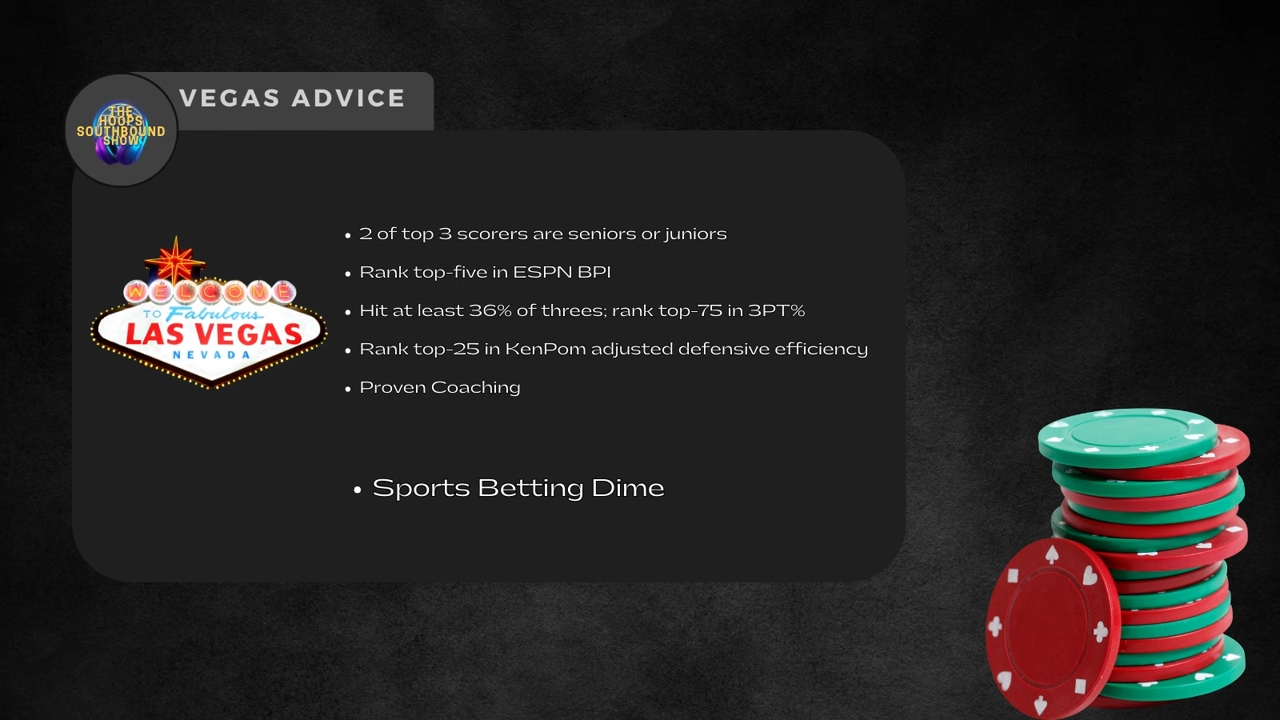 VEGAS ADVICE
THE
HOOPS
SOUTHBOUND
SHOW
WELCOME
TO Fabulous
LAS VEGAS
NEVADA
• 2 of top 3 scorers are seniors or juniors
• Rank top-five in ESPN BPI
• Hit at least 36% of threes; rank top-75 in 3PT%
• Rank top-25 in KenPom adjusted defensive efficiency
• Proven Coaching
• Sports Betting Dime